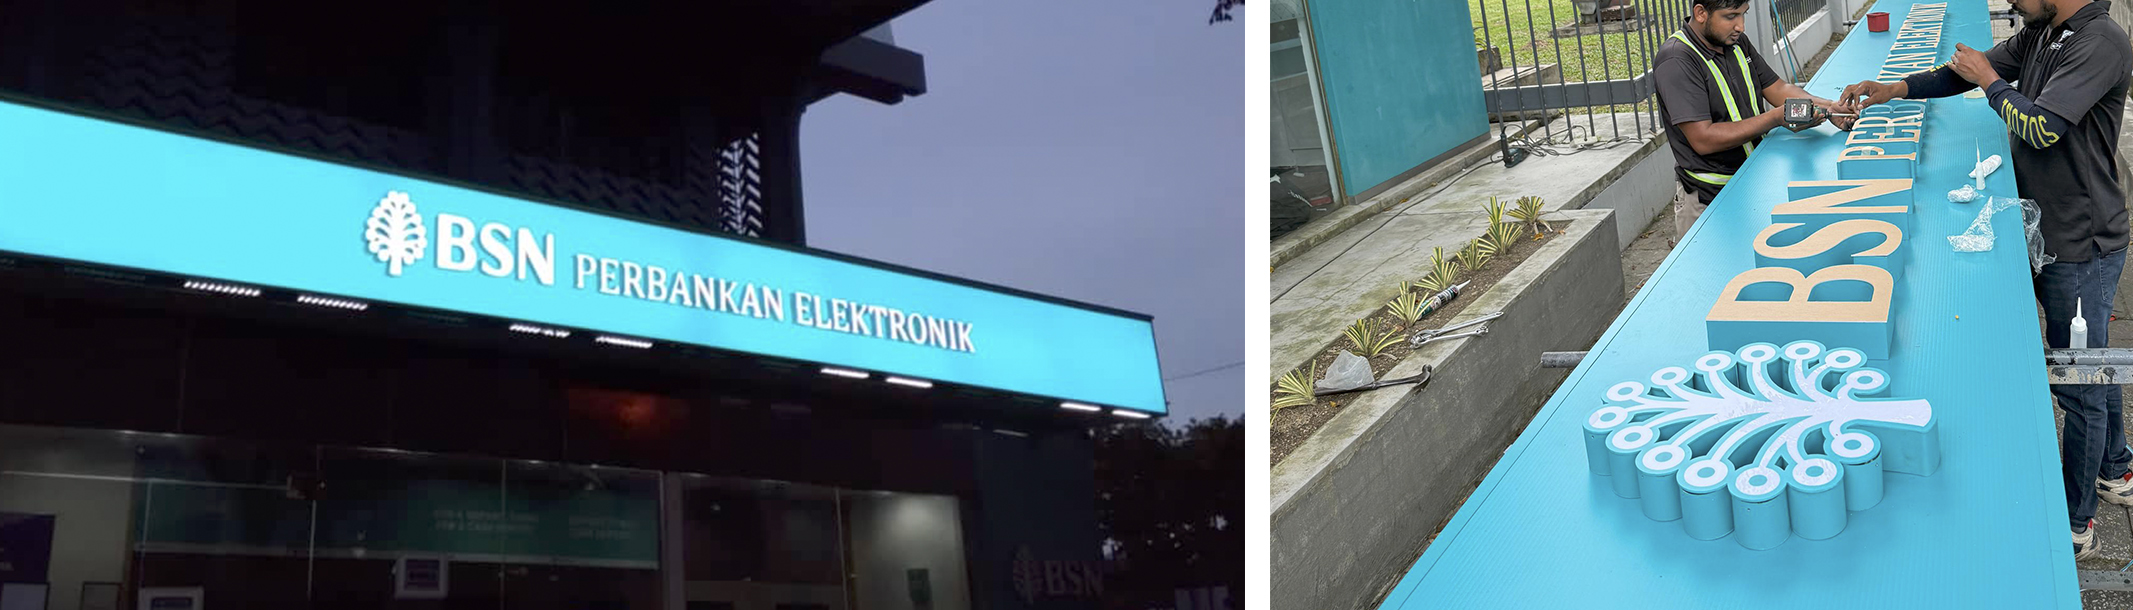 BSN PERBANKAN ELEKTRONIK
BSN
BSN
PERBANKAN ELEKTRONIK